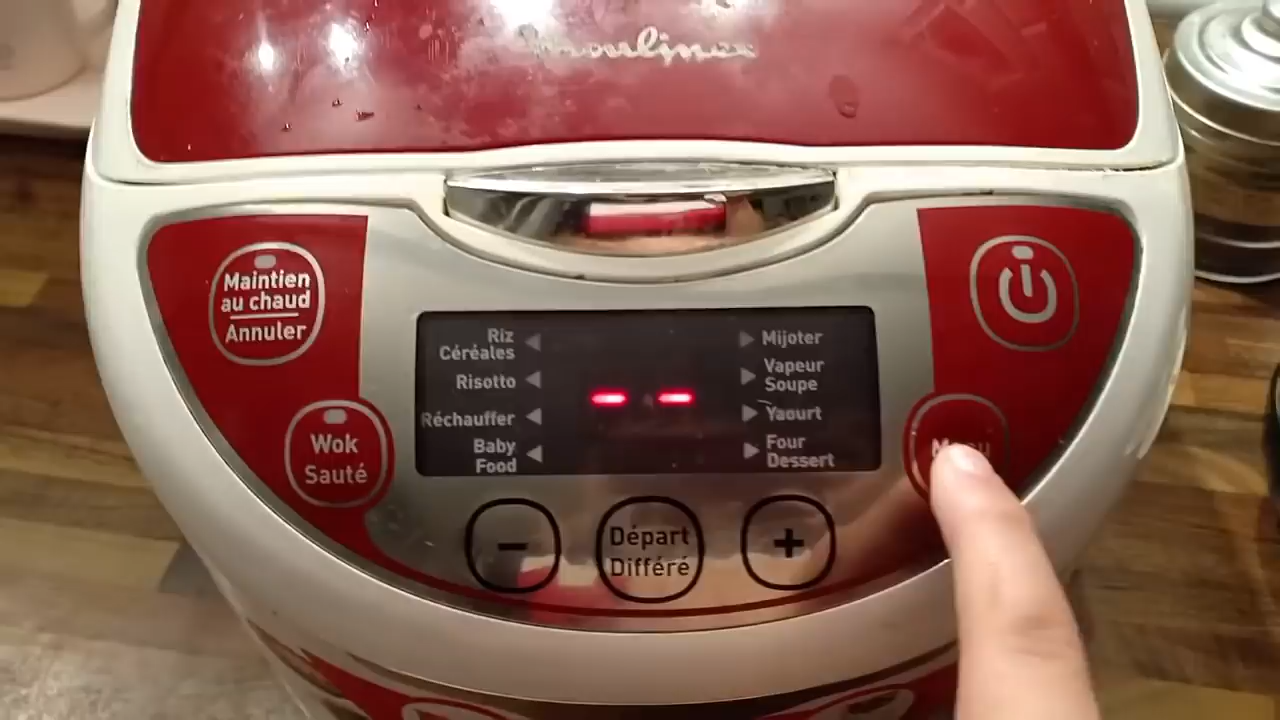 Moulinex
Maintien
au chaud
Annuler
Wok
Sauté
Riz
Céréales
Risotto
Réchauffer
Baby
Food
Mijoter
Vapeur
Soupe
Yaourt
Four
Dessert
Menu
-
Départ
Différé
+